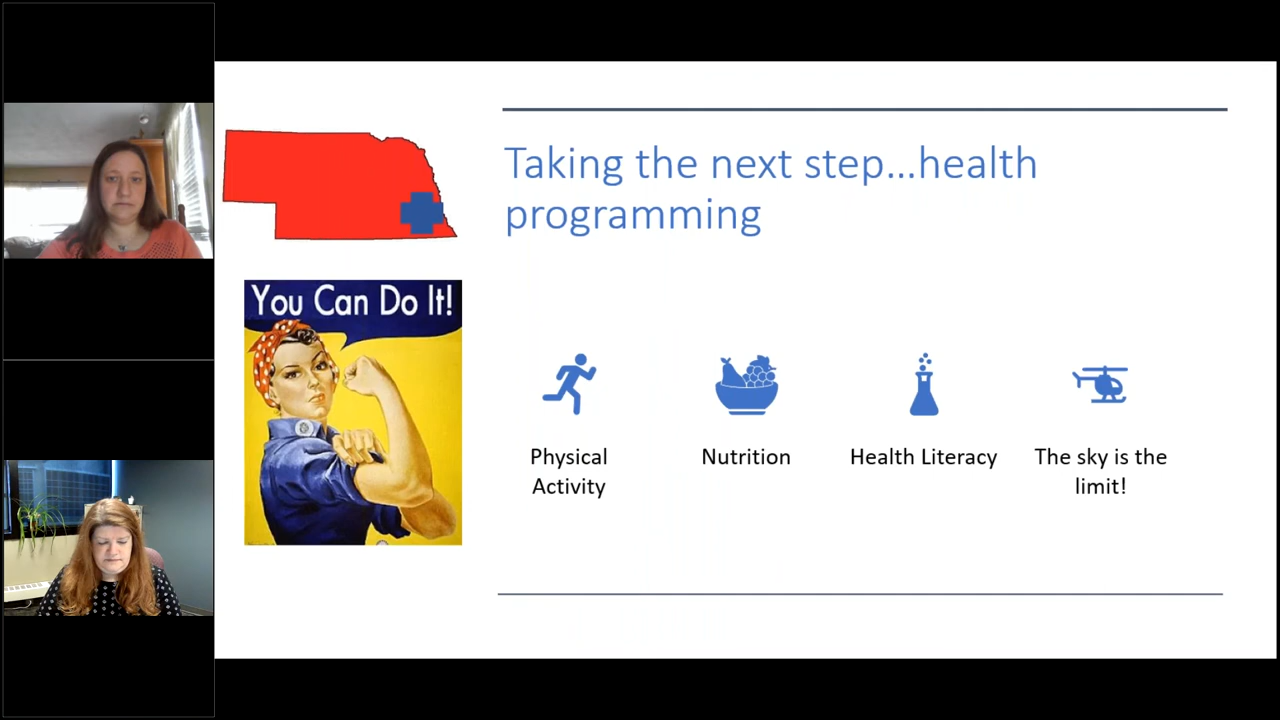 Taking the next step...health
programming
You Can Do It!
Physical
Activity
Nutrition
Health Literacy
The sky is the
limit!